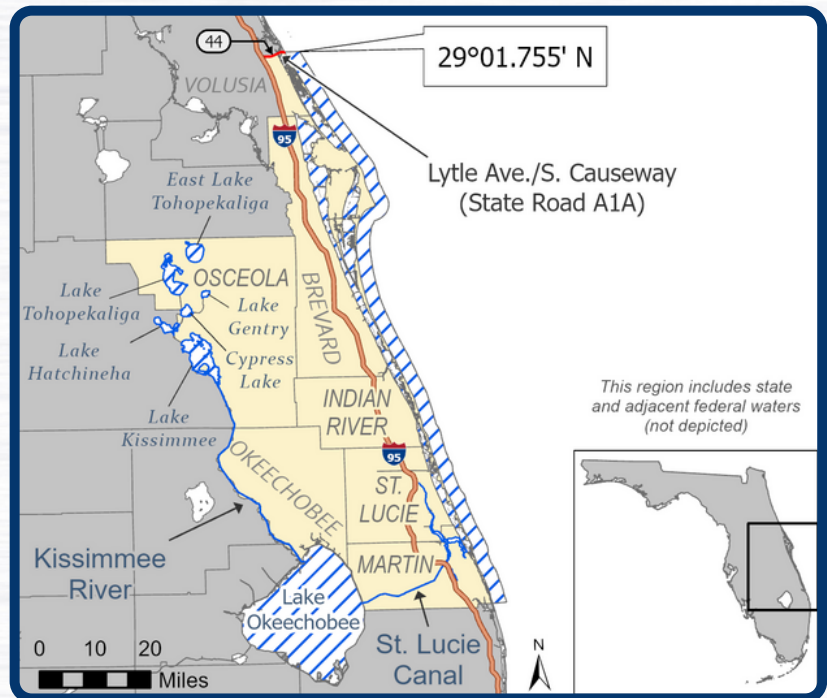 44
29°01.755' N
VOLUSIA
95
Lytle Ave./S. Causeway
(State Road A1A)
East Lake
Tohopekaliga
OSCEOLA
BREVARD
Lake
Tohopekaliga
Lake
Gentry
Lake
Hatchineha
Cypress
Lake
Lake
Kissimmee
INDIAN
RIVER
This region includes state
and adjacent federal waters
(not depicted)
OKEECHOBEE
95
ST.
LUCIE
Kissimmee
River
MARTIN
Lake
Okeechobee
St. Lucie
Canal
0 10 20
Miles
N